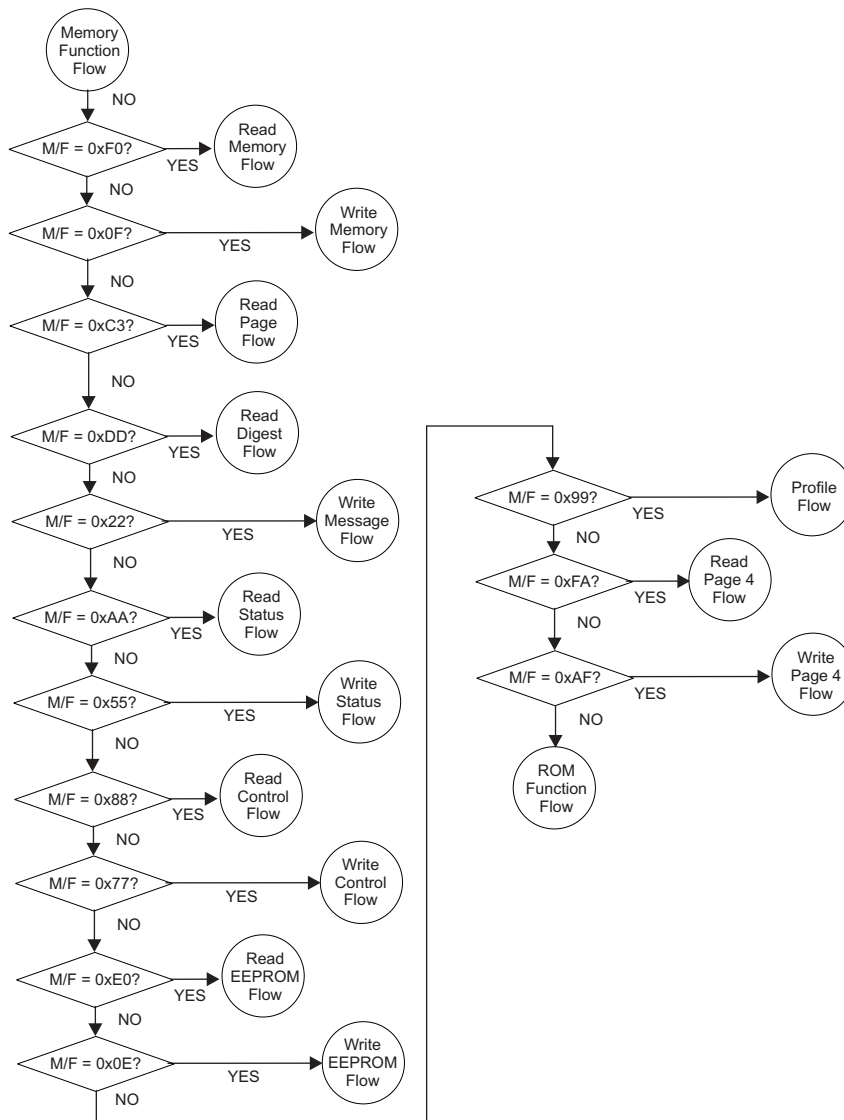 Memory
Function
Flow
NO
M/F = 0xF0?
YES
Read
Memory
Flow
NO
M/F = 0x0F?
YES
Write
Memory
Flow
NO
M/F = 0xC3?
YES
Read
Page
Flow
NO
M/F = 0xDD?
YES
Read
Digest
Flow
NO
M/F = 0x22?
YES
Write
Message
Flow
NO
M/F = 0xAA?
YES
Read
Status
Flow
NO
M/F = 0x55?
YES
Write
Status
Flow
NO
M/F = 0x88?
YES
Read
Control
Flow
NO
M/F = 0x77?
YES
Write
Control
Flow
NO
M/F = 0xE0?
YES
Read
EEPROM
Flow
NO
M/F = 0x0E?
YES
Write
EEPROM
Flow
NO
M/F = 0x99?
YES
Profile
Flow
NO
M/F = 0xFA?
YES
Read
Page 4
Flow
NO
M/F = 0xAF?
YES
Write
Page 4
Flow
NO
ROM
Function
Flow